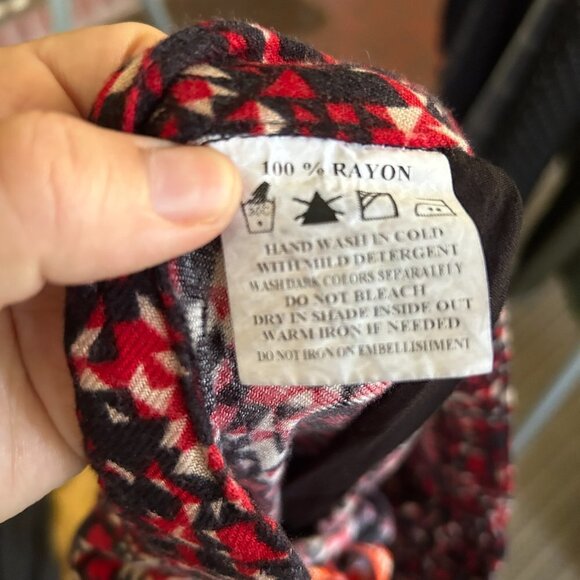 100 % RAYON
HAND WASH IN COLD
WITH MILD DETERGENT
WASH DARK COLORS SEPARALELY
DO NOT BLEACH
DRY IN SHADE INSIDE OUT
WARM IRON IF NEEDED
DO NOT IRON ON EMBELLISHMENT